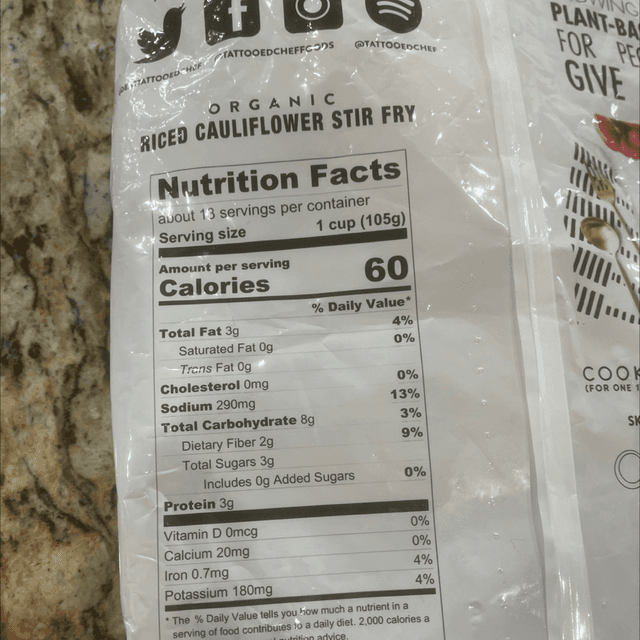 @TATTOOEDCHEFFOODS
@TATTOOEDCHEF
ORGANIC
RICED CAULIFLOWER STIR FRY
Nutrition Facts
about 13 servings per container
Serving size 1 cup (105g)
Amount per serving
Calories 60
% Daily Value*
Total Fat 3g 4%
Saturated Fat 0g 0%
Trans Fat 0g
Cholesterol 0mg 0%
Sodium 290mg 13%
Total Carbohydrate 8g 3%
Dietary Fiber 2g 9%
Total Sugars 3g
Includes 0g Added Sugars 0%
Protein 3g
Vitamin D 0mcg 0%
Calcium 20mg 0%
Iron 0.7mg 4%
Potassium 180mg 4%
* The % Daily Value tells you how much a nutrient in a
serving of food contributes to a daily diet. 2,000 calories a
nutrition advice.
PLANT-BA
FOR PE
GIVE
COOK
(FOR ONE 1
SK